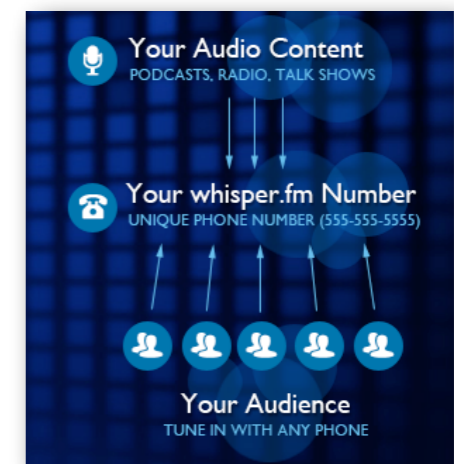 Your Audio Content
PODCASTS, RADIO, TALK SHOWS
Your whisper.fm Number
UNIQUE PHONE NUMBER (555-555-5555)
Your Audience
TUNE IN WITH ANY PHONE